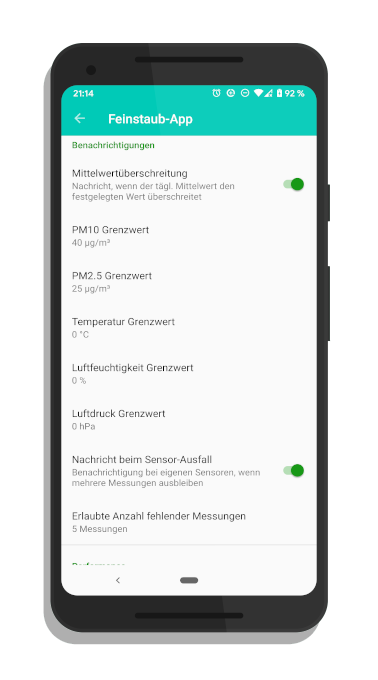 21:14
92 %
Feinstaub-App
Benachrichtigungen
Mittelwertüberschreitung
Nachricht, wenn der tägl. Mittelwert den
festgelegten Wert überschreitet
PM10 Grenzwert
40 µg/m³
PM2.5 Grenzwert
25 µg/m³
Temperatur Grenzwert
0 °C
Luftfeuchtigkeit Grenzwert
0 %
Luftdruck Grenzwert
0 hPa
Nachricht beim Sensor-Ausfall
Benachrichtigung bei eigenen Sensoren, wenn
mehrere Messungen ausbleiben
Erlaubte Anzahl fehlender Messungen
5 Messungen